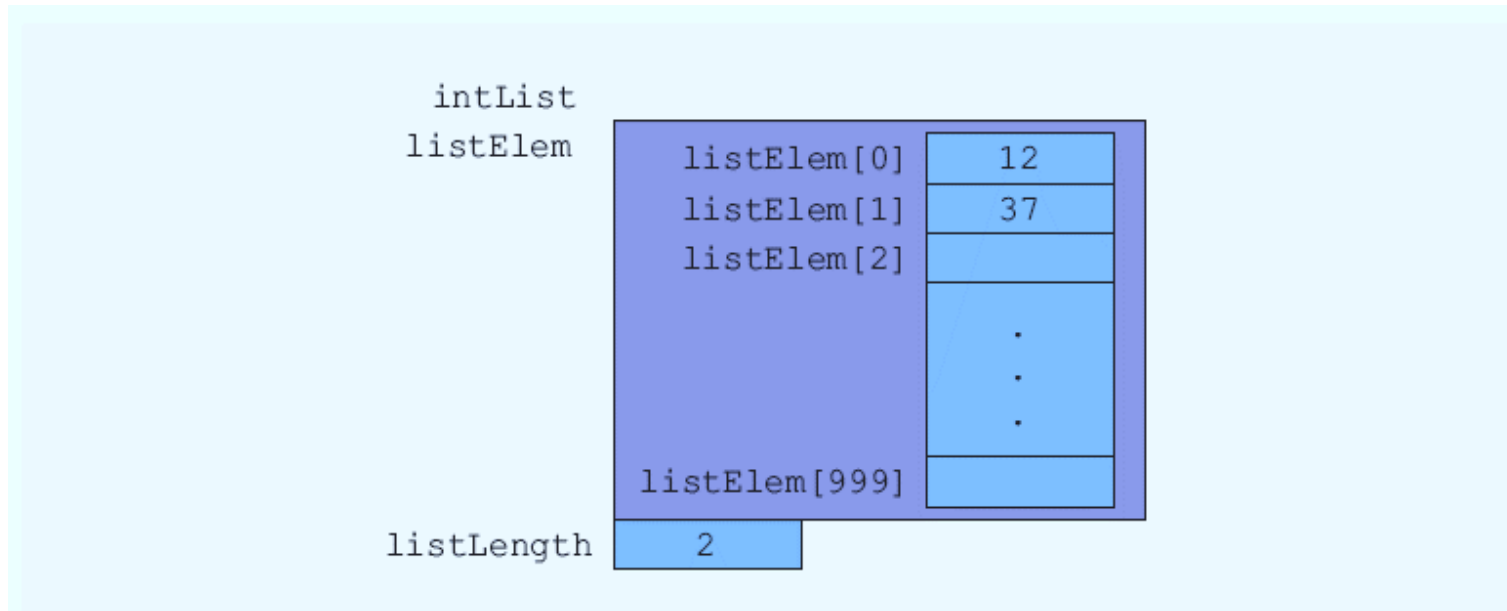 intList
listElem
listElem[0] 12
listElem[1] 37
listElem[2]
.
.
.
listElem[999]
listLength 2